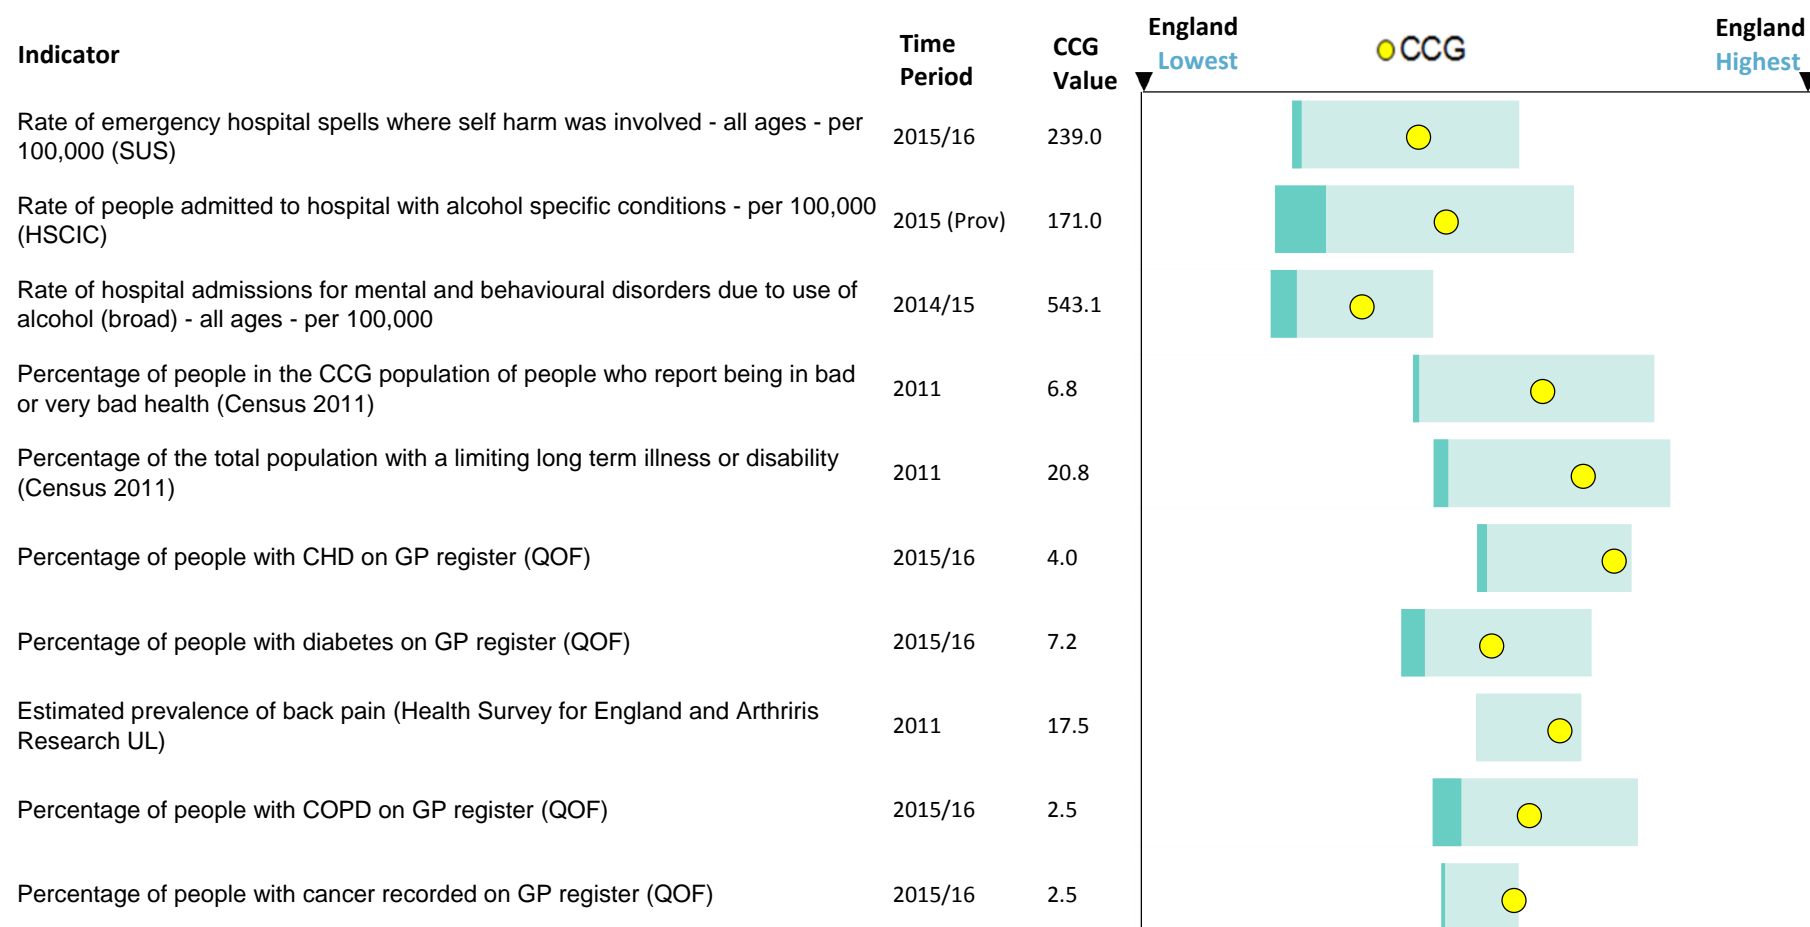 Indicator
Time
Period
CCG
Value
England
Lowest
CCG
England
Highest
Rate of emergency hospital spells where self harm was involved - all ages - per
100,000 (SUS)
2015/16
239.0
Rate of people admitted to hospital with alcohol specific conditions - per 100,000
(HSCIC)
2015 (Prov)
171.0
Rate of hospital admissions for mental and behavioural disorders due to use of
alcohol (broad) - all ages - per 100,000
2014/15
543.1
Percentage of people in the CCG population of people who report being in bad
or very bad health (Census 2011)
2011
6.8
Percentage of the total population with a limiting long term illness or disability
(Census 2011)
2011
20.8
Percentage of people with CHD on GP register (QOF)
2015/16
4.0
Percentage of people with diabetes on GP register (QOF)
2015/16
7.2
Estimated prevalence of back pain (Health Survey for England and Arthriris
Research UL)
2011
17.5
Percentage of people with COPD on GP register (QOF)
2015/16
2.5
Percentage of people with cancer recorded on GP register (QOF)
2015/16
2.5